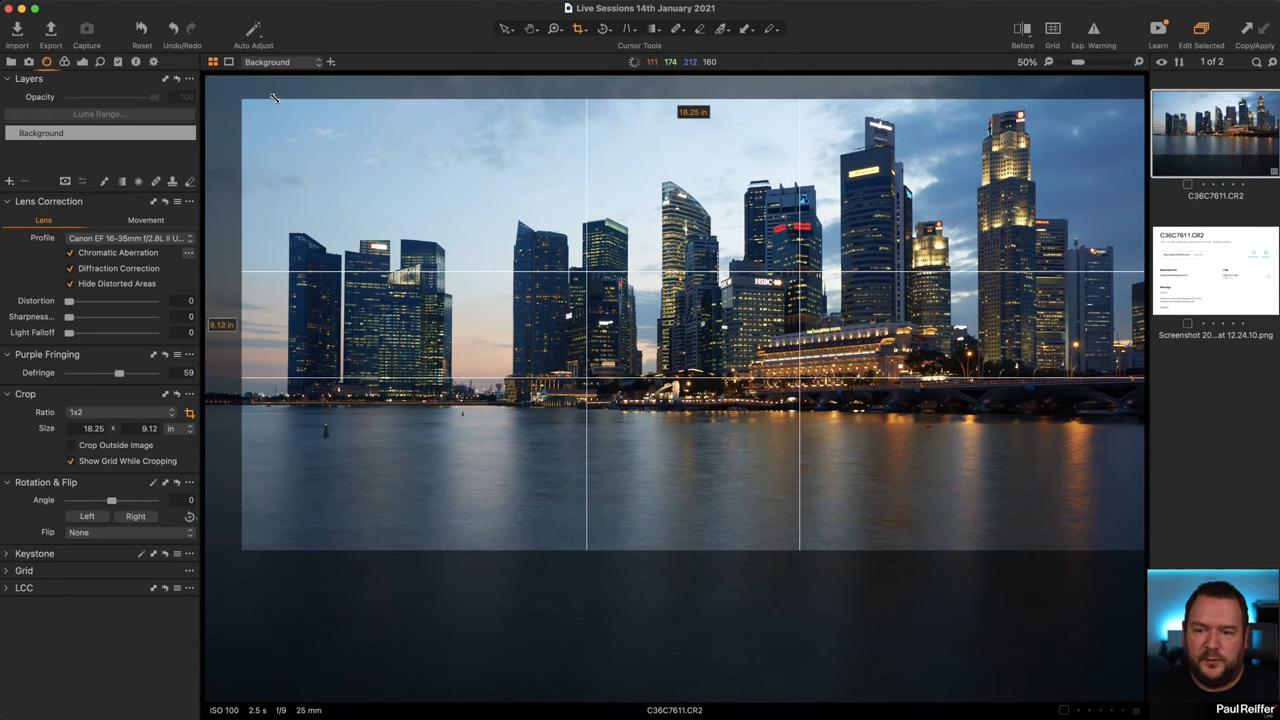 Live Sessions 14th January 2021
Import
Export
Capture
Reset
Undo/Redo
Auto Adjust
Cursor Tools
Before
Grid
Exp. Warning
Learn
Edit Selected
Copy/Apply
Background
111 174 212 160
50%
1 of 2
Layers
Opacity 100
Luma Range...
Background
Lens Correction
Lens Movement
Profile Canon EF 16-35mm f/2.8L II U...
Chromatic Aberration
Diffraction Correction
Hide Distorted Areas
Distortion 0
Sharpness... 0
Light Falloff 0
Purple Fringing
Defringe 59
Crop
Ratio 1x2
Size 18.25 x 9.12 in
Crop Outside Image
Show Grid While Cropping
Rotation & Flip
Angle 0
Left Right
Flip None
Keystone
Grid
LCC
18.25 in
9.12 in
HSBC
C36C7611.CR2
C36C7611.CR2
Screenshot 20...at 12.24.10.png
ISO 100 2.5 s f/9 25 mm
C36C7611.CR2
Paul Reiffer
Live